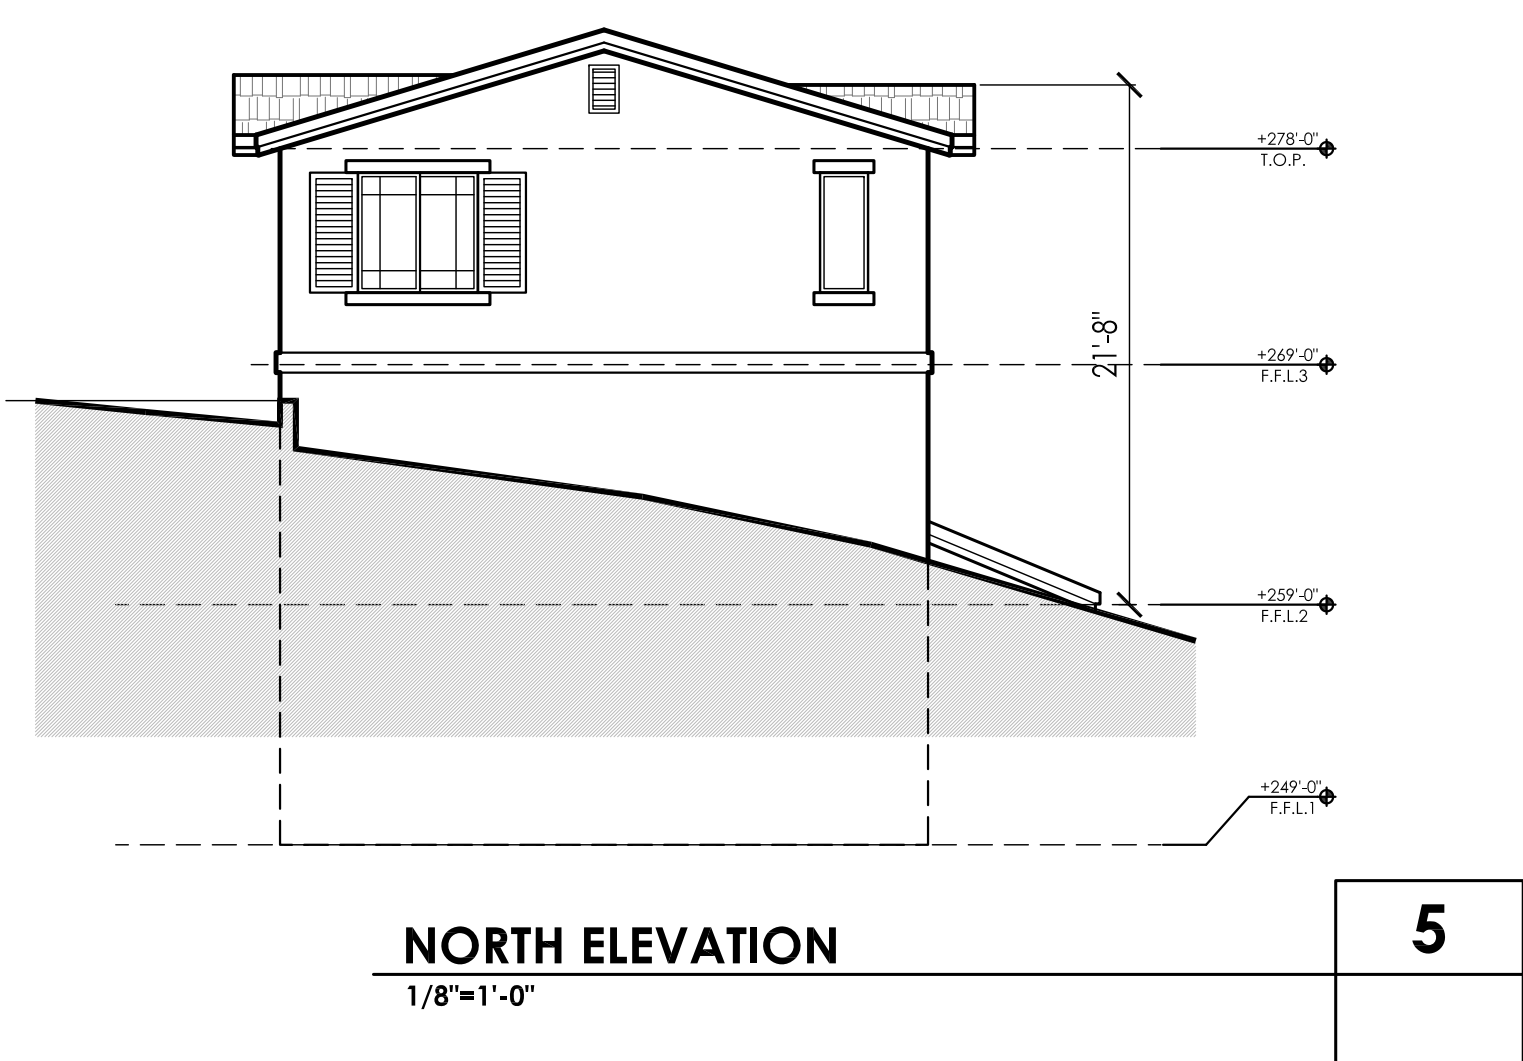 +278'-0"
T.O.P.
21'-8"
+269'-0"
F.F.L.3
+259'-0"
F.F.L.2
+249'-0"
F.F.L.1
NORTH ELEVATION
1/8"=1'-0"
5